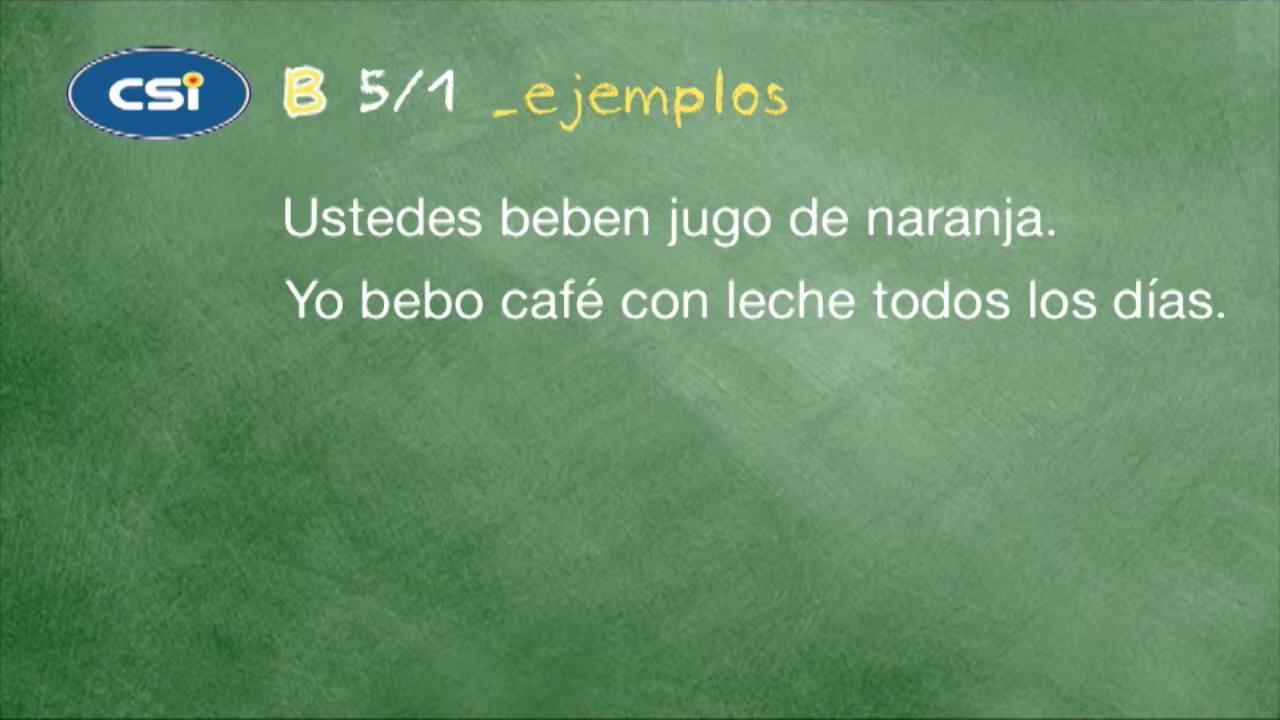 CSi B 5/1 _ejemplos
Ustedes beben jugo de naranja.
Yo bebo café con leche todos los días.